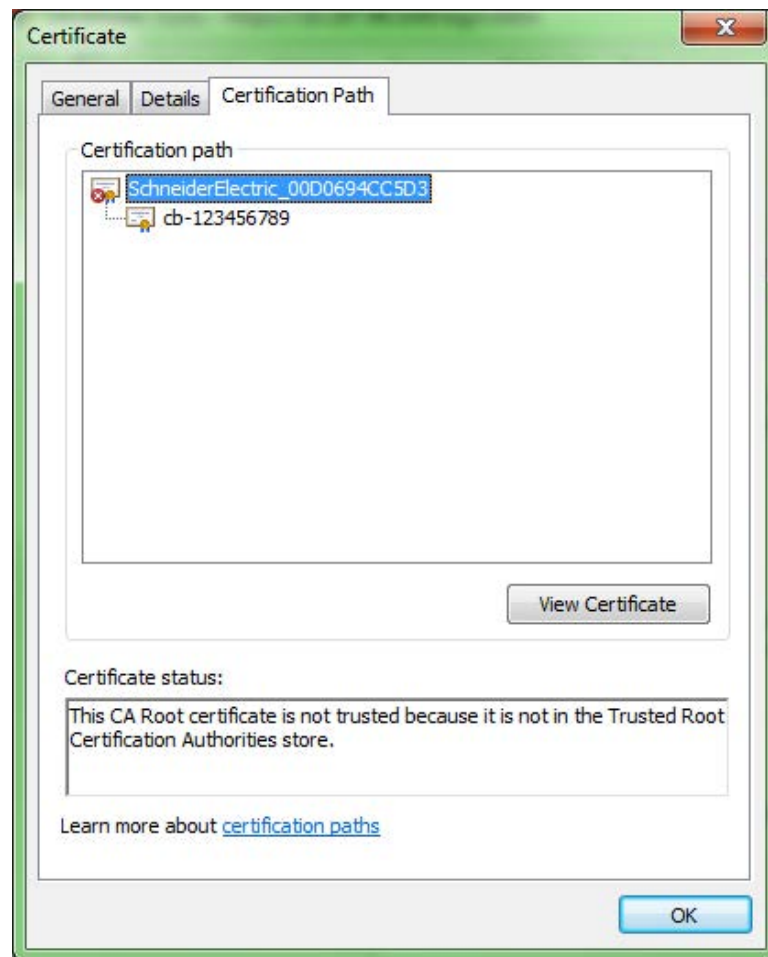 Certificate
General
Details
Certification Path
Certification path
SchneiderElectric_00D0694CC5D3
cb-123456789
View Certificate
Certificate status:
This CA Root certificate is not trusted because it is not in the Trusted Root
Certification Authorities store.
Learn more about certification paths
OK